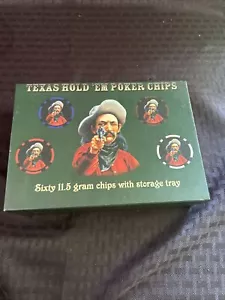 TEXAS HOLD 'EM POKER CHIPS
Sixty 11.5 gram chips with storage tray